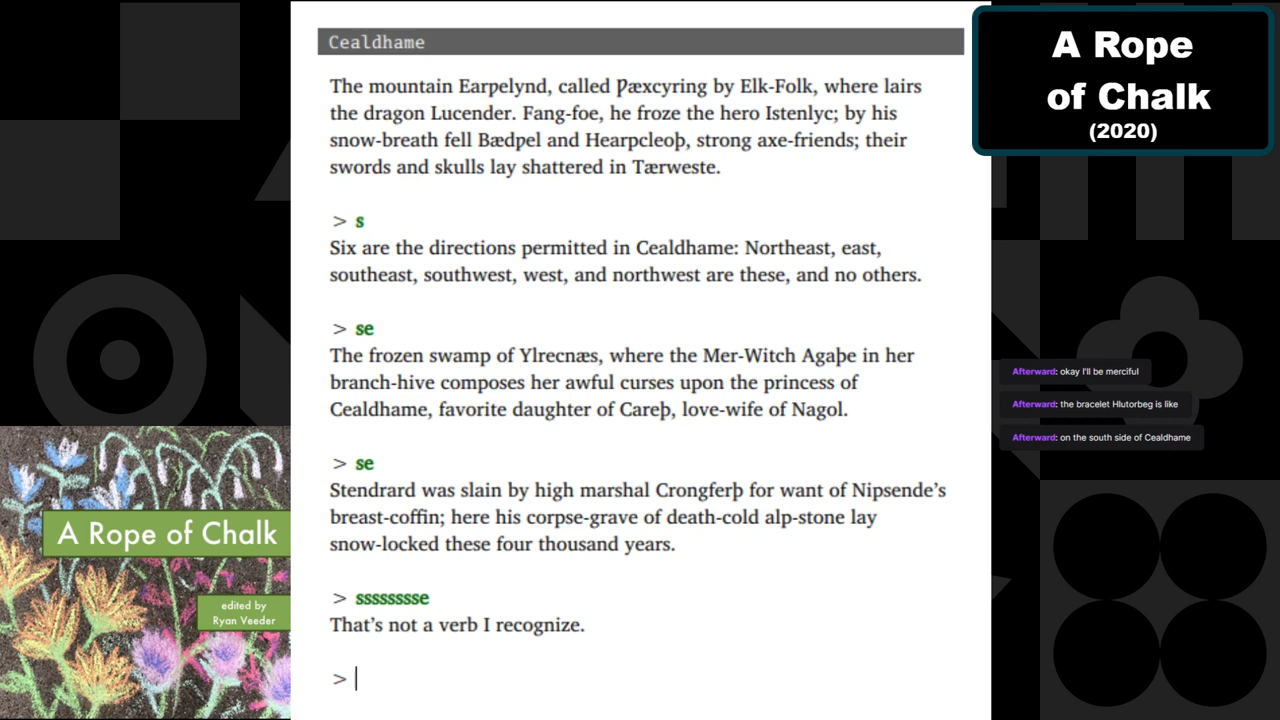 Cealdhame
The mountain Earpelynd, called Ƿæxcyring by Elk-Folk, where lairs
the dragon Lucender. Fang-foe, he froze the hero Istenlyc; by his
snow-breath fell Bædƿel and Hearpcleoþ, strong axe-friends; their
swords and skulls lay shattered in Tærweste.
> s
Six are the directions permitted in Cealdhame: Northeast, east,
southeast, southwest, west, and northwest are these, and no others.
> se
The frozen swamp of Ylrecnæs, where the Mer-Witch Agaþe in her
branch-hive composes her awful curses upon the princess of
Cealdhame, favorite daughter of Careþ, love-wife of Nagol.
> se
Stendrard was slain by high marshal Crongferþ for want of Nipsende’s
breast-coffin; here his corpse-grave of death-cold alp-stone lay
snow-locked these four thousand years.
> sssssssse
That’s not a verb I recognize.
>
A Rope
of Chalk
(2020)
Afterward: okay I'll be merciful
Afterward: the bracelet Hlutorbeg is like
Afterward: on the south side of Cealdhame
A Rope of Chalk
edited by
Ryan Veeder